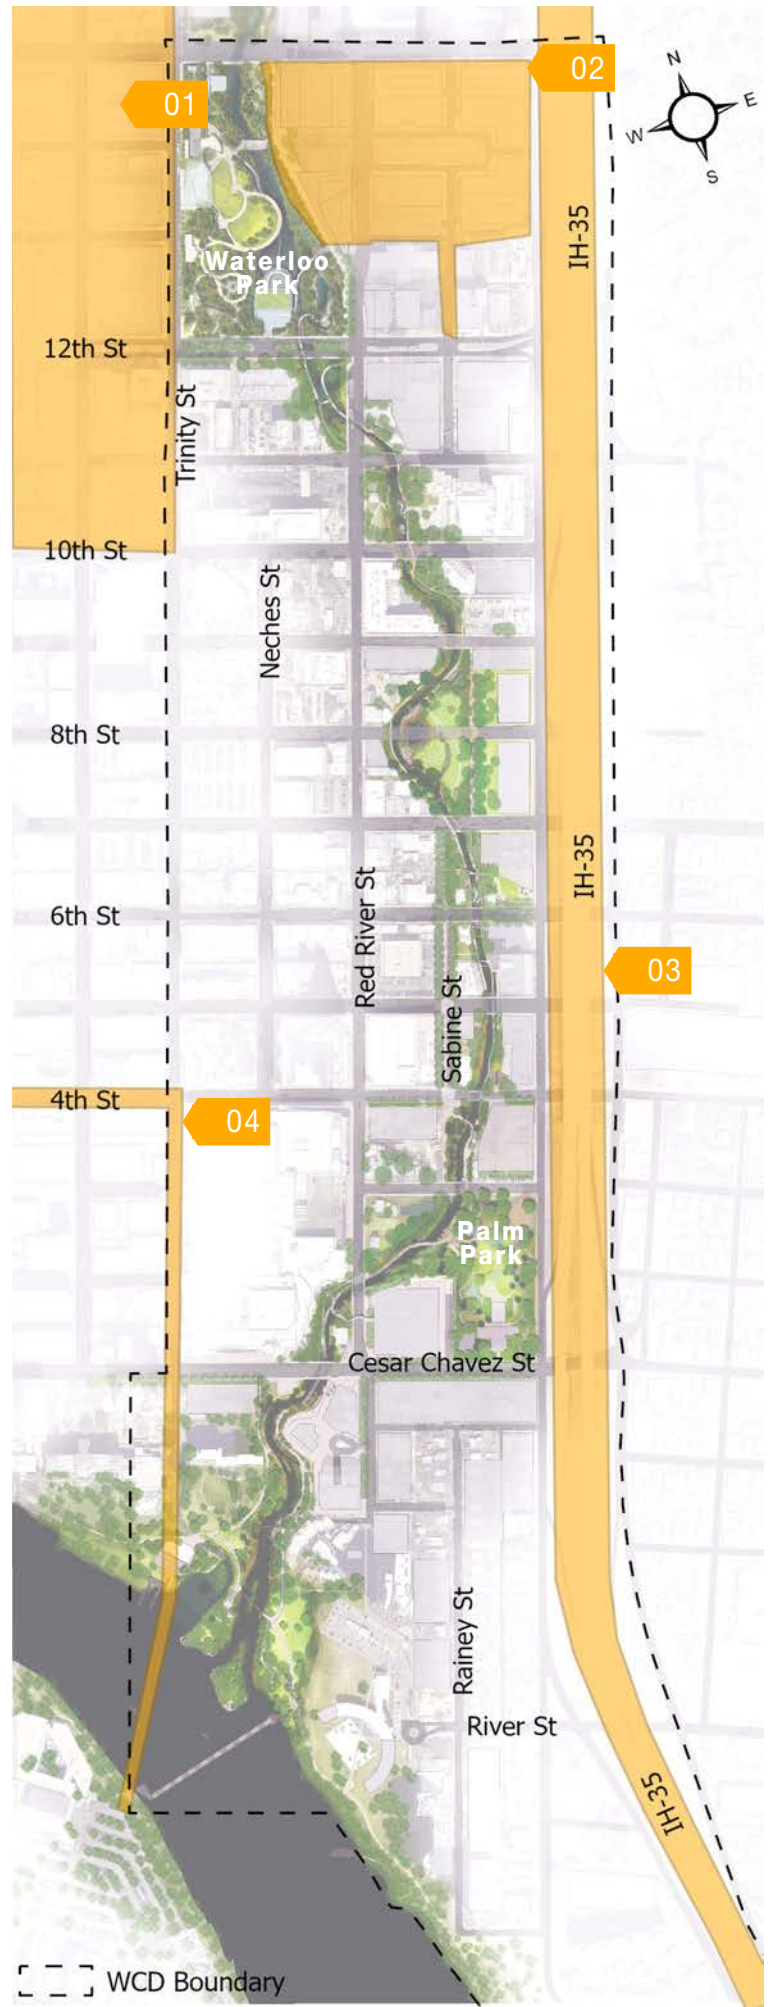 N
E
W
S
01
02
IH-35
Waterloo
Park
12th St
Trinity St
10th St
Neches St
8th St
IH-35
Red River St
6th St
03
Sabine St
4th St
04
Palm
Park
Cesar Chavez St
Rainey St
River St
IH-35
WCD Boundary